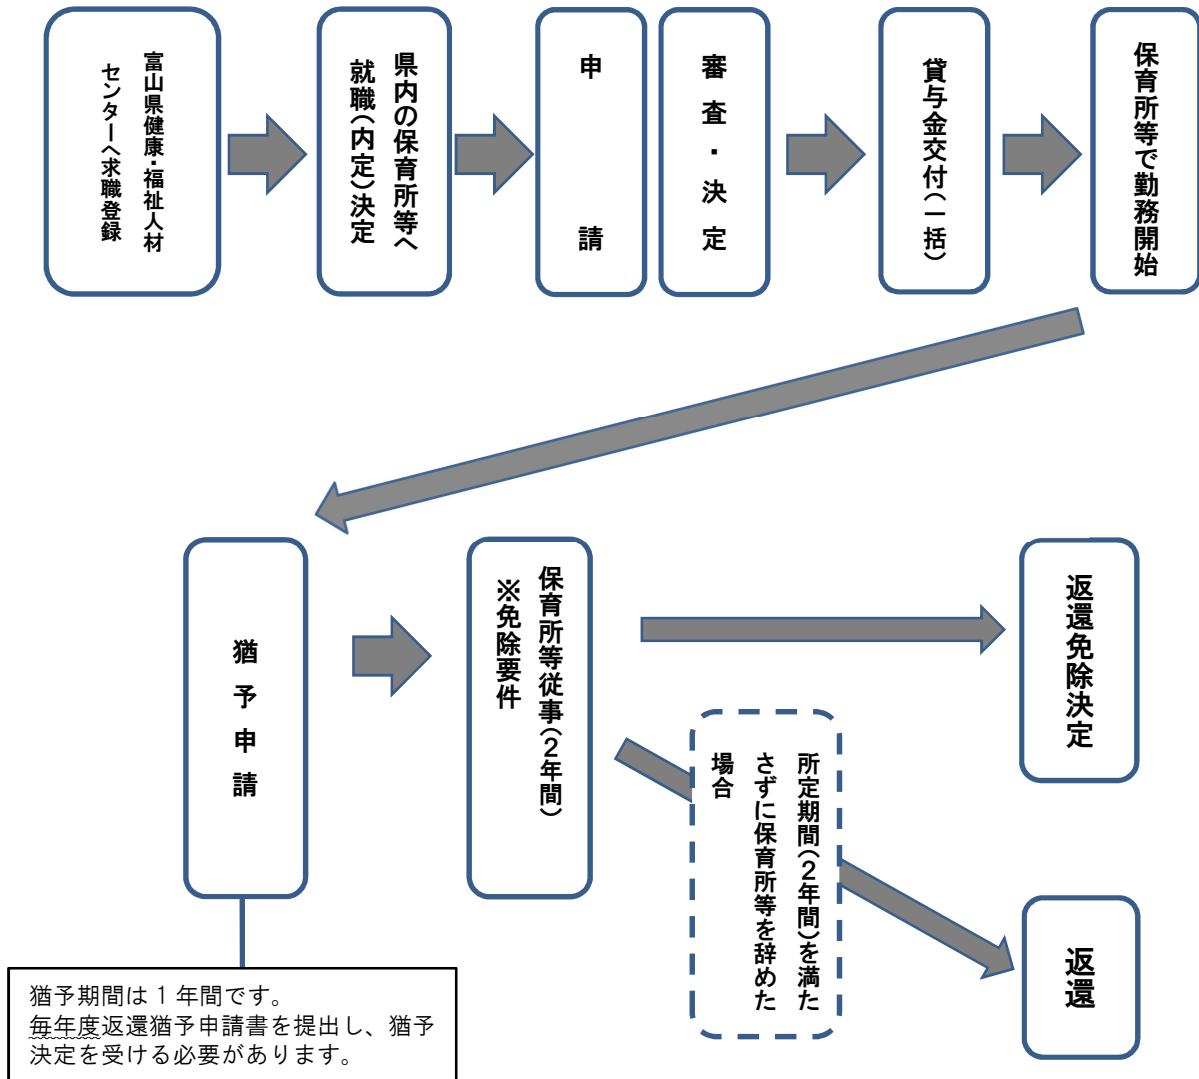 富山県健康・福祉人材
センターへ求職登録
県内の保育所等へ
就職（内定）決定
申請
審査・決定
貸与金交付（一括）
保育所等で勤務開始
猶予申請
保育所等従事（２年間）
※免除要件
返還免除決定
所定期間（２年間）を満た
さずに保育所等を辞めた
場合
返還
猶予期間は１年間です。
毎年度返還猶予申請書を提出し、猶予
決定を受ける必要があります。